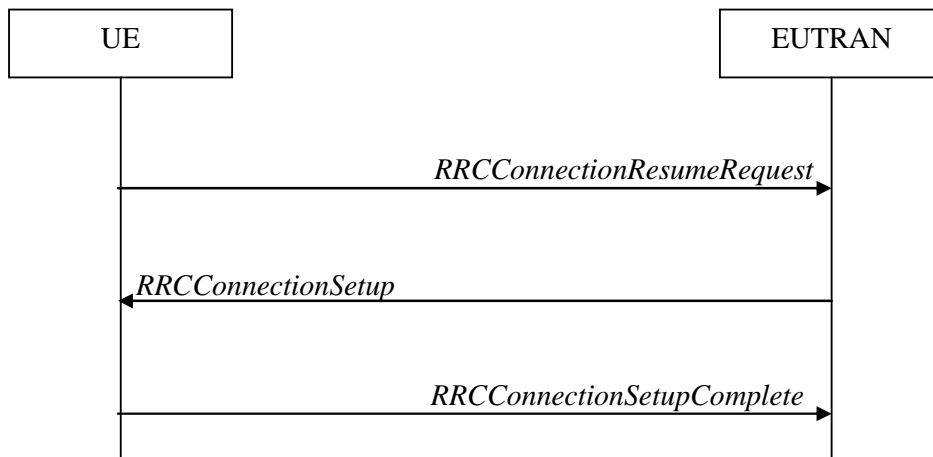 UE
EUTRAN
RRCConnectionResumeRequest
RRCConnectionSetup
RRCConnectionSetupComplete